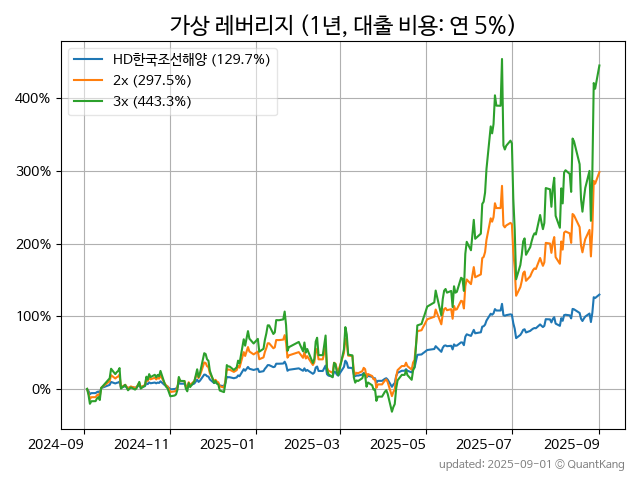 가상 레버리지 (1년, 대출 비용: 연 5%)
HD한국조선해양 (129.7%)
2x (297.5%)
3x (443.3%)
400%
300%
200%
100%
0%
2024-09 2024-11 2025-01 2025-03 2025-05 2025-07 2025-09
updated: 2025-09-01 © QuantKang